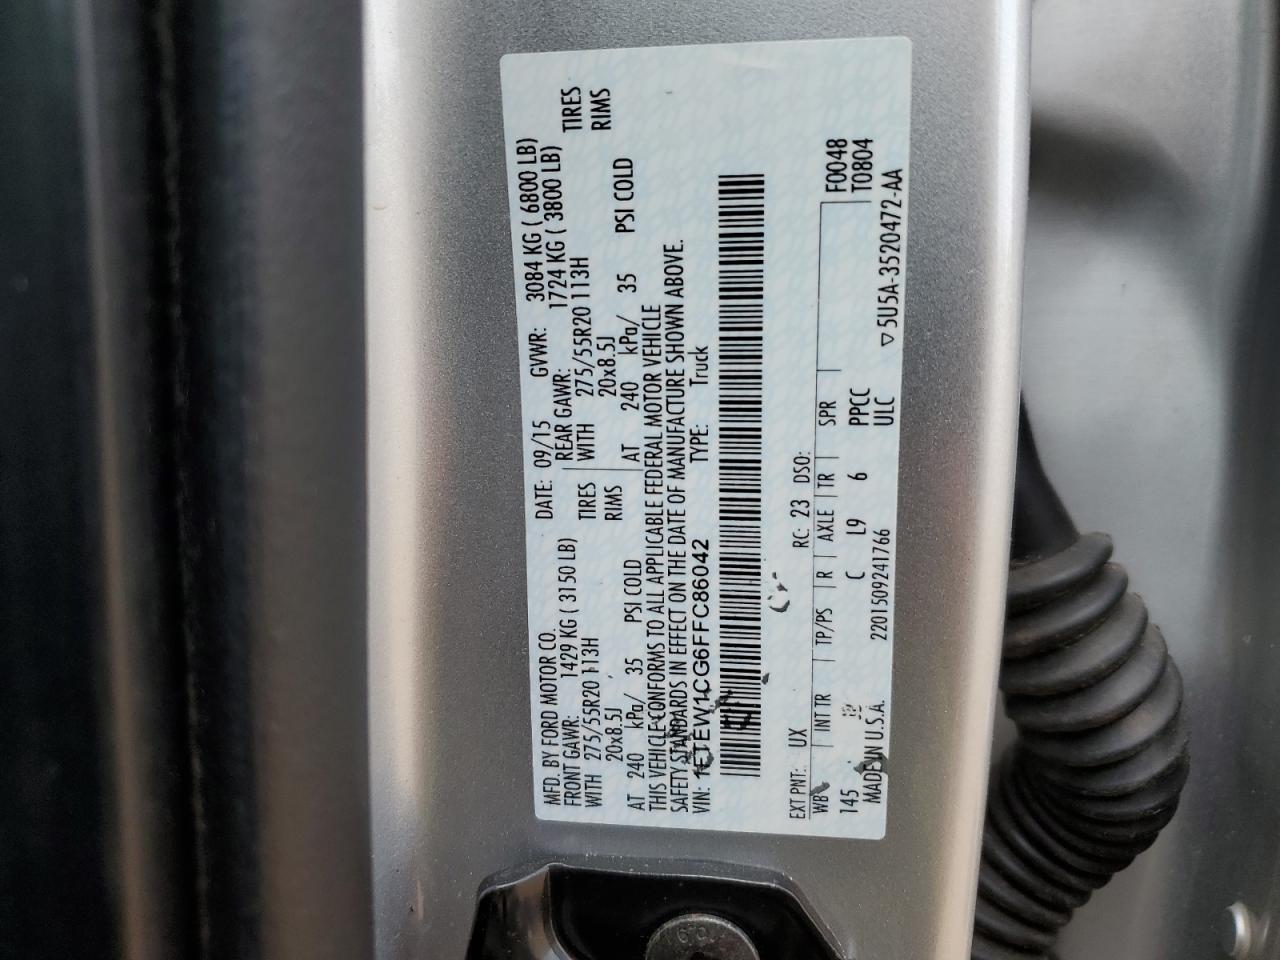 MFD. BY FORD MOTOR CO. DATE: 09/15 GVWR: 3084 KG ( 6800 LB)
FRONT GAWR: 1429 KG ( 3150 LB) REAR GAWR: 1724 KG ( 3800 LB)
WITH 275/55R20 113H TIRES WITH 275/55R20 113H TIRES
20x8.5J RIMS 20x8.5J RIMS
AT 240 kPa/ 35 PSI COLD AT 240 kPa/ 35 PSI COLD
THIS VEHICLE CONFORMS TO ALL APPLICABLE FEDERAL MOTOR VEHICLE
SAFETY STANDARDS IN EFFECT ON THE DATE OF MANUFACTURE SHOWN ABOVE.
VIN: 1FTEW1CG6FFC86042 TYPE: Truck
EXT PNT: UX RC: 23 DSO:
WB INT TR TP/PS R AXLE TR SPR F0048
145 C L9 6 PPCC T0804
MADE IN U.S.A. 2201509241766 ULC
▽5U5A-3520472-AA